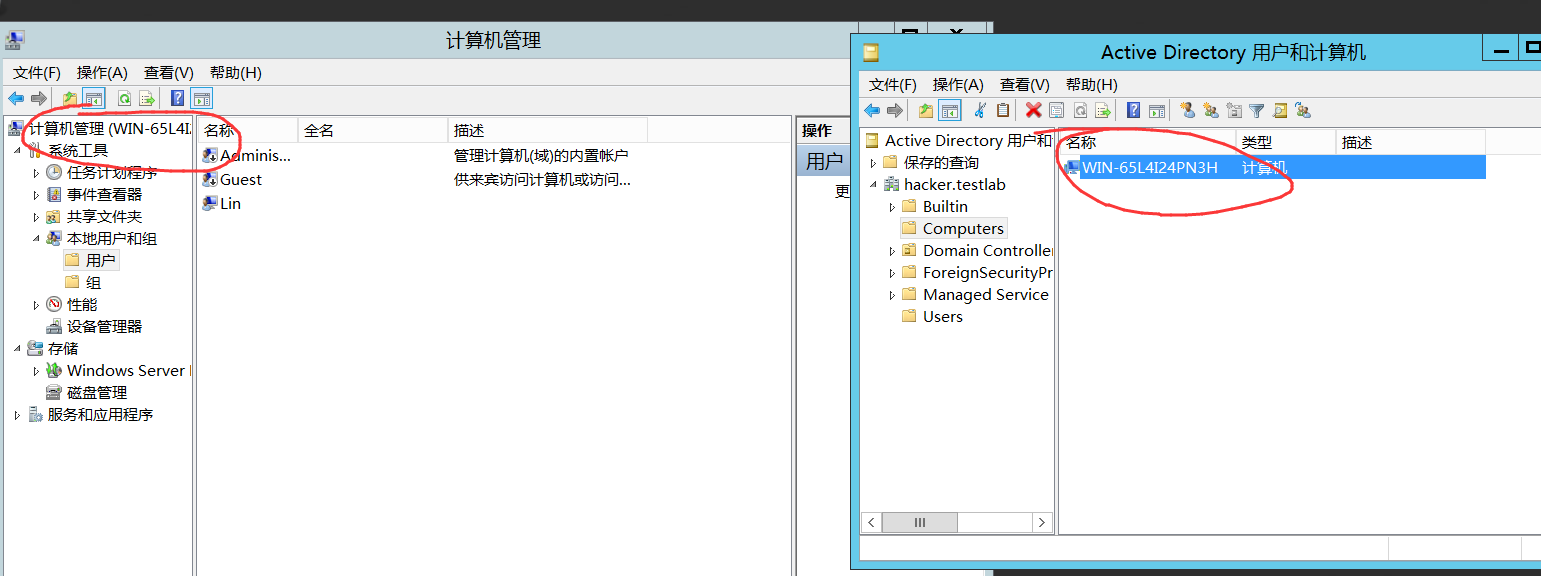 计算机管理
文件(F) 操作(A) 查看(V) 帮助(H)
计算机管理 (WIN-65L4I
系统工具
任务计划程序
事件查看器
共享文件夹
本地用户和组
用户
组
性能
设备管理器
存储
Windows Server
磁盘管理
服务和应用程序
名称 全名 描述
Adminis... 管理计算机(域)的内置帐户
Guest 供来宾访问计算机或访问...
Lin
操作
用户
更
Active Directory 用户和计算机
文件(F) 操作(A) 查看(V) 帮助(H)
Active Directory 用户和
保存的查询
hacker.testlab
Builtin
Computers
Domain Controller
ForeignSecurityPr
Managed Service
Users
名称 类型 描述
WIN-65L4I24PN3H 计算机